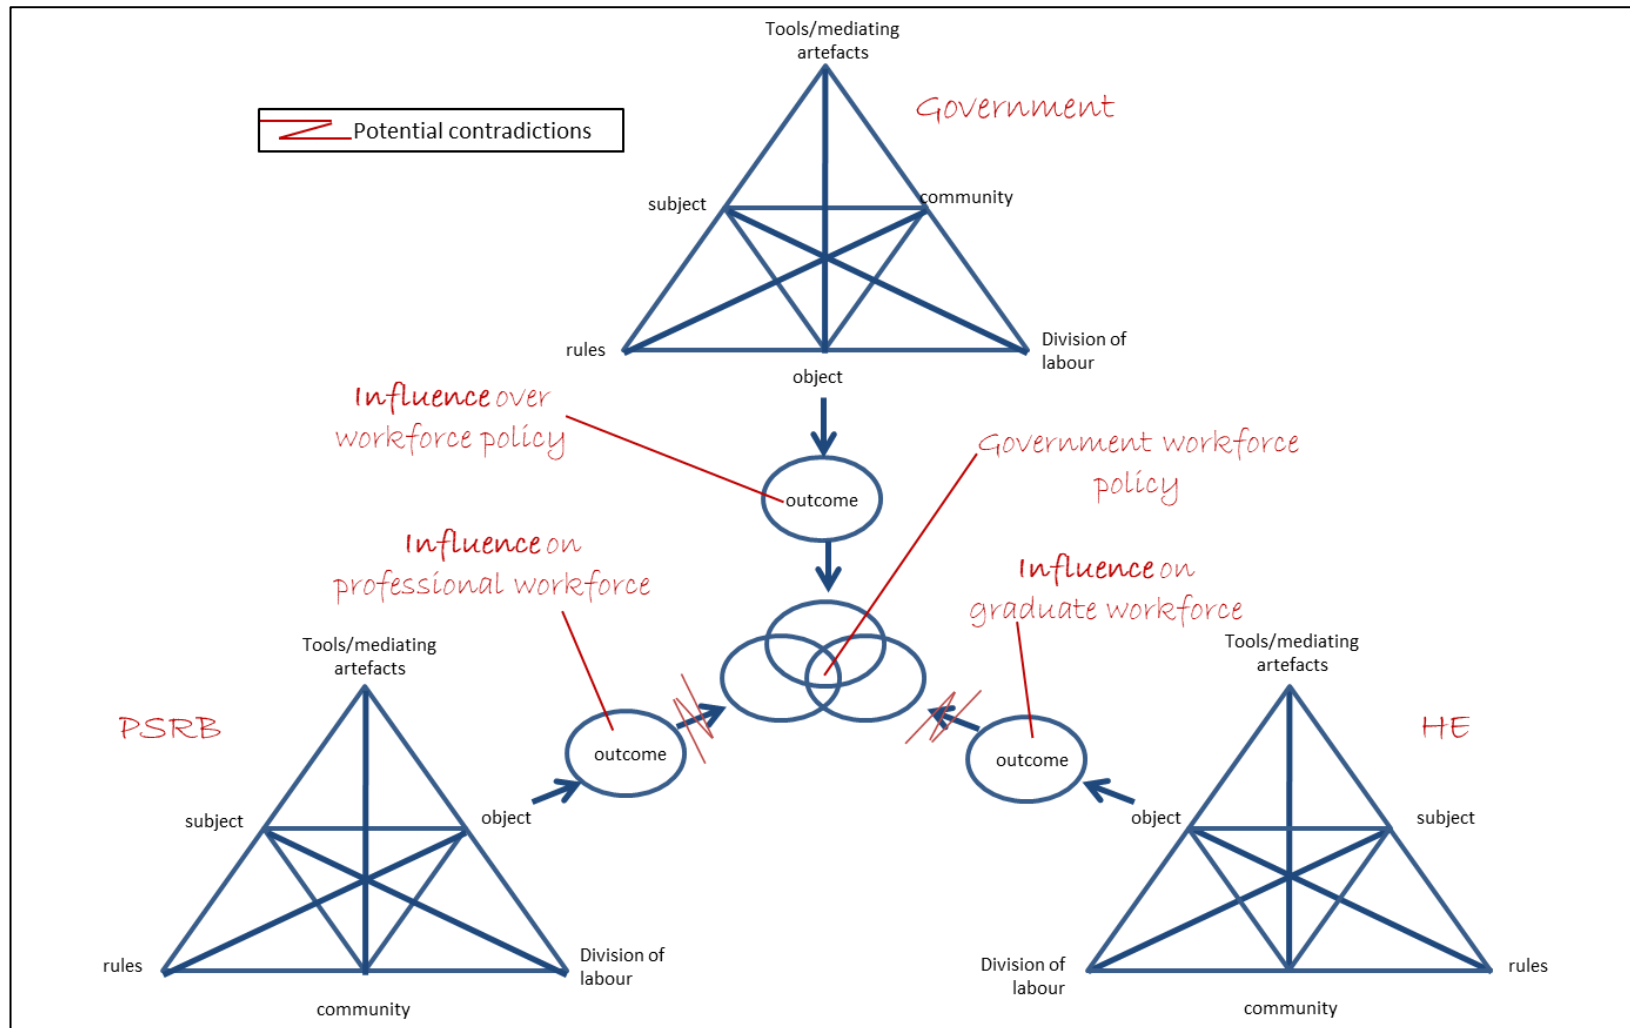 Tools/mediating
artefacts
Government
Potential contradictions
subject
community
rules
Division of
labour
object
Influence over
workforce policy
Government workforce
policy
outcome
Influence on
professional workforce
Influence on
graduate workforce
Tools/mediating
artefacts
Tools/mediating
artefacts
PSRB
HE
outcome
outcome
subject
object
object
subject
rules
Division of
labour
community
Division of
labour
rules
community